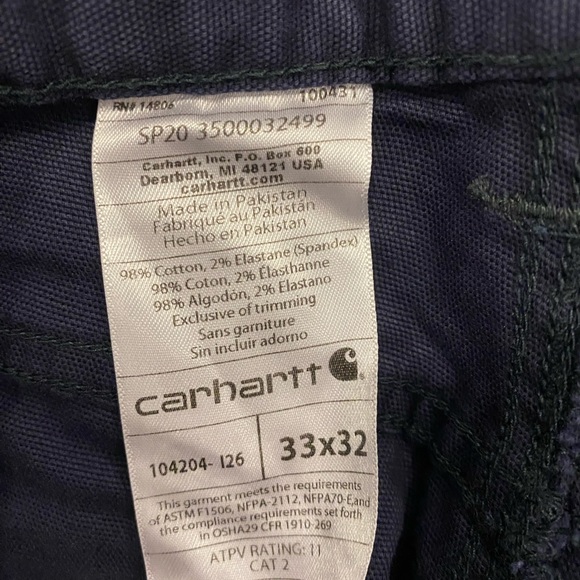 RN# 14806 100431
SP20 3500032499
Carhartt, Inc. P.O. Box 600
Dearborn, MI 48121 USA
carhartt.com
Made in Pakistan
Fabriqué au Pakistán
Hecho en Pakistan
98% Cotton, 2% Elastane (Spandex)
98% Coton, 2% Élasthanne
98% Algodón, 2% Elastano
Exclusive of trimming
Sans garniture
Sin incluir adorno
carhartt
104204- I26 33x32
This garment meets the requirements
of ASTM F1506, NFPA-2112, NFPA70-E,and
the compliance requirements set forth
in OSHA29 CFR 1910-269
ATPV RATING: 11
CAT 2